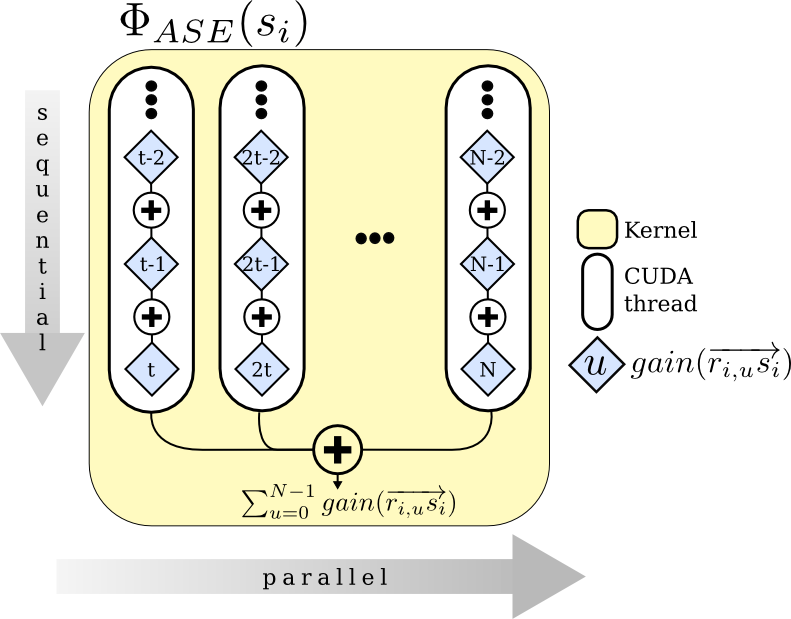 Φ_{ASE}(s_i)
sequential
t-2
2t-2
N-2
t-1
2t-1
N-1
t
2t
N
Kernel
CUDA
thread
u gain(\overrightarrow{r_{i,u}s_i})
\sum_{u=0}^{N-1} gain(\overrightarrow{r_{i,u}s_i})
parallel